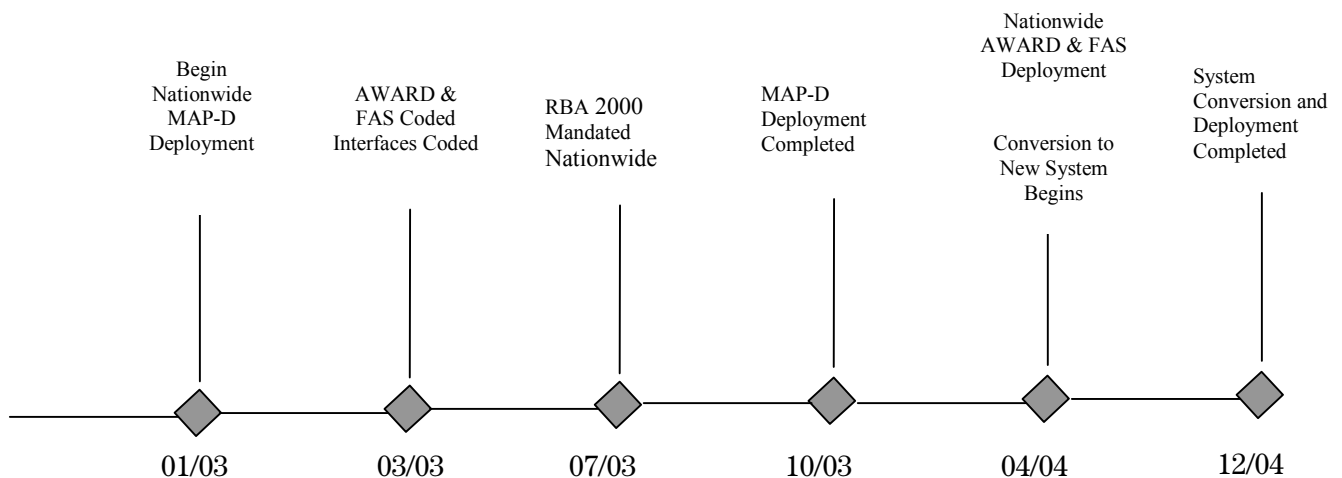 Begin
Nationwide
MAP-D
Deployment
AWARD &
FAS Coded
Interfaces Coded
RBA 2000
Mandated
Nationwide
MAP-D
Deployment
Completed
Nationwide
AWARD & FAS
Deployment
Conversion to
New System
Begins
System
Conversion and
Deployment
Completed
01/03
03/03
07/03
10/03
04/04
12/04